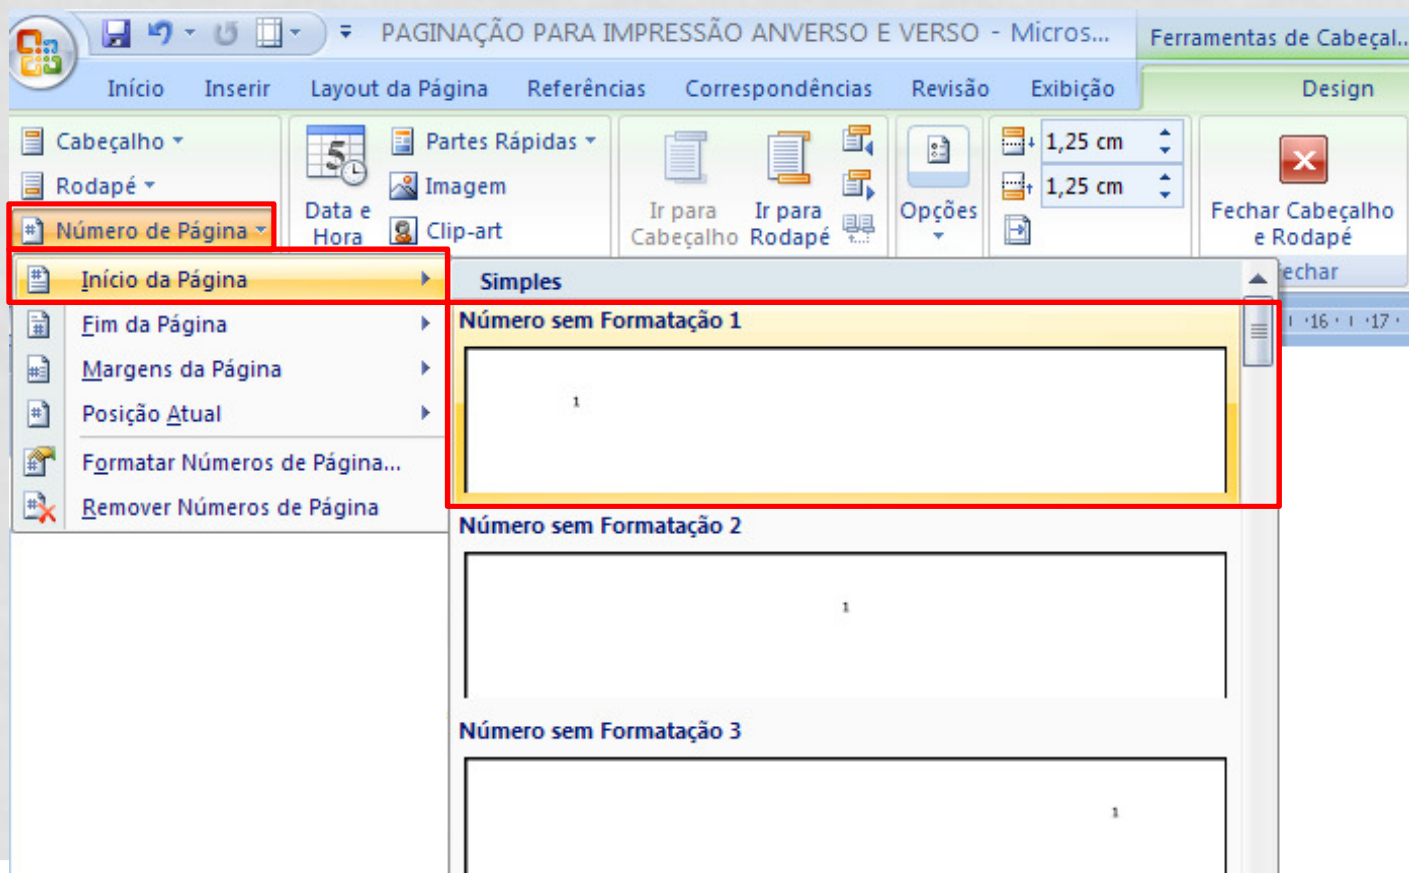 PAGINAÇÃO PARA IMPRESSÃO ANVERSO E VERSO - Micros...
Ferramentas de Cabeçal...
Início Inserir Layout da Página Referências Correspondências Revisão Exibição Design
Cabeçalho
Rodapé
Número de Página
Data e
Hora
5
Partes Rápidas
Imagem
Clip-art
Ir para
Cabeçalho
Ir para
Rodapé
Opções
1,25 cm
1,25 cm
Fechar Cabeçalho
e Rodapé
echar
Início da Página
Fim da Página
Margens da Página
Posição Atual
Formatar Números de Página...
Remover Números de Página
Simples
Número sem Formatação 1
1
Número sem Formatação 2
1
Número sem Formatação 3
1
16 17